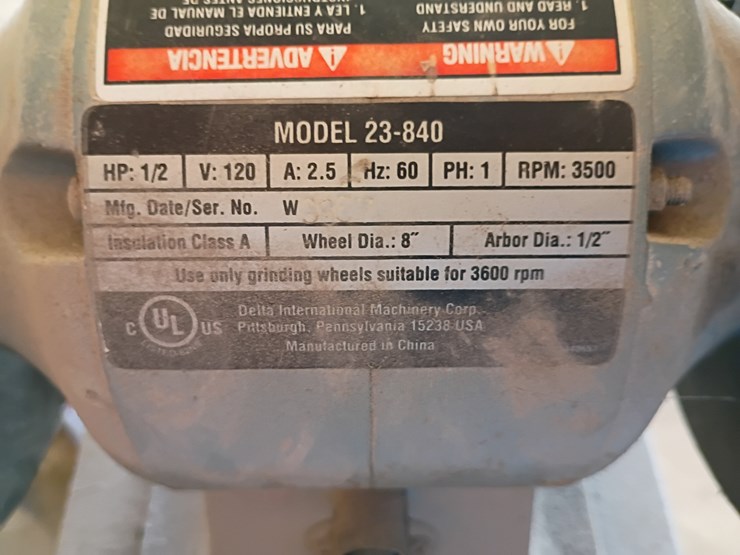 WARNING
ADVERTENCIA
FOR YOUR OWN SAFETY
1. READ AND UNDERSTAND
PARA SU PROPIA SEGURIDAD
1. LEA Y ENTIENDA EL MANUAL DE
MODEL 23-840
HP: 1/2 V: 120 A: 2.5 Hz: 60 PH: 1 RPM: 3500
Mfg. Date/Ser. No. W
Insulation Class A Wheel Dia.: 8˝ Arbor Dia.: 1/2˝
Use only grinding wheels suitable for 3600 rpm
C UL US
Delta International Machinery Corp.
Pittsburgh, Pennsylvania 15238 USA
Manufactured in China